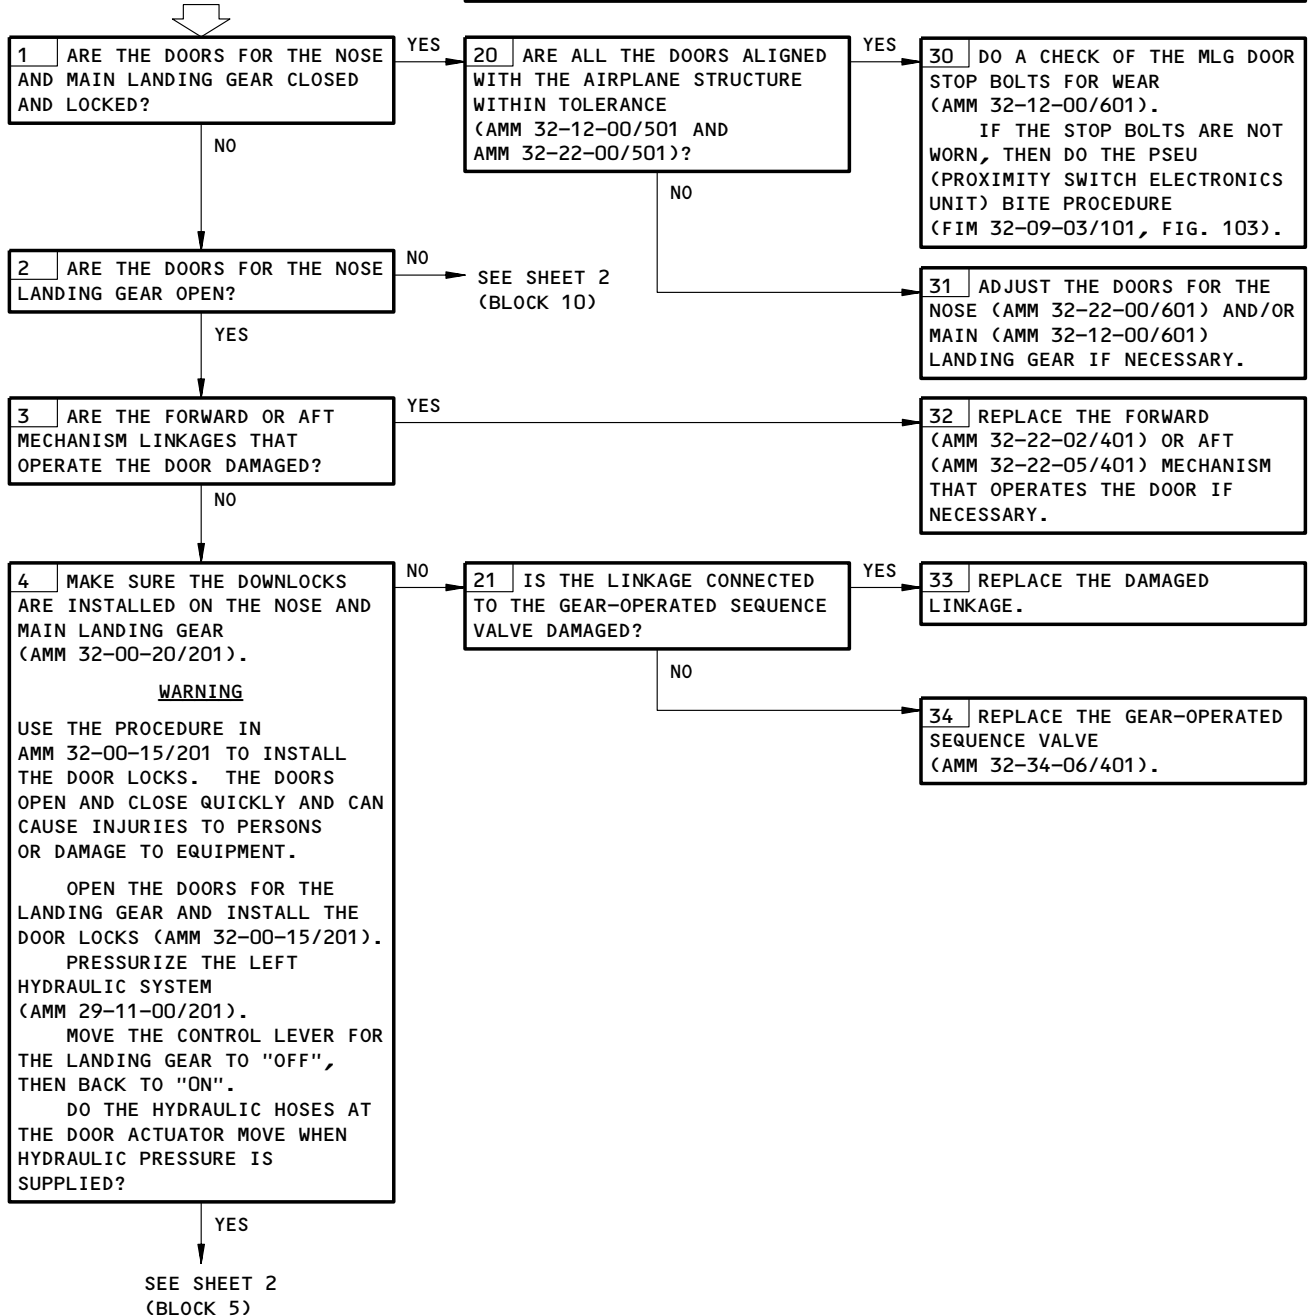 1 ARE THE DOORS FOR THE NOSE
AND MAIN LANDING GEAR CLOSED
AND LOCKED?
YES
NO
20 ARE ALL THE DOORS ALIGNED
WITH THE AIRPLANE STRUCTURE
WITHIN TOLERANCE
(AMM 32-12-00/501 AND
AMM 32-22-00/501)?
YES
NO
30 DO A CHECK OF THE MLG DOOR
STOP BOLTS FOR WEAR
(AMM 32-12-00/601).
IF THE STOP BOLTS ARE NOT
WORN, THEN DO THE PSEU
(PROXIMITY SWITCH ELECTRONICS
UNIT) BITE PROCEDURE
(FIM 32-09-03/101, FIG. 103).
2 ARE THE DOORS FOR THE NOSE
LANDING GEAR OPEN?
NO
SEE SHEET 2
(BLOCK 10)
YES
31 ADJUST THE DOORS FOR THE
NOSE (AMM 32-22-00/601) AND/OR
MAIN (AMM 32-12-00/601)
LANDING GEAR IF NECESSARY.
3 ARE THE FORWARD OR AFT
MECHANISM LINKAGES THAT
OPERATE THE DOOR DAMAGED?
YES
NO
32 REPLACE THE FORWARD
(AMM 32-22-02/401) OR AFT
(AMM 32-22-05/401) MECHANISM
THAT OPERATES THE DOOR IF
NECESSARY.
4 MAKE SURE THE DOWNLOCKS
ARE INSTALLED ON THE NOSE AND
MAIN LANDING GEAR
(AMM 32-00-20/201).
WARNING
USE THE PROCEDURE IN
AMM 32-00-15/201 TO INSTALL
THE DOOR LOCKS. THE DOORS
OPEN AND CLOSE QUICKLY AND CAN
CAUSE INJURIES TO PERSONS
OR DAMAGE TO EQUIPMENT.
OPEN THE DOORS FOR THE
LANDING GEAR AND INSTALL THE
DOOR LOCKS (AMM 32-00-15/201).
PRESSURIZE THE LEFT
HYDRAULIC SYSTEM
(AMM 29-11-00/201).
MOVE THE CONTROL LEVER FOR
THE LANDING GEAR TO "OFF",
THEN BACK TO "ON".
DO THE HYDRAULIC HOSES AT
THE DOOR ACTUATOR MOVE WHEN
HYDRAULIC PRESSURE IS
SUPPLIED?
NO
21 IS THE LINKAGE CONNECTED
TO THE GEAR-OPERATED SEQUENCE
VALVE DAMAGED?
YES
NO
33 REPLACE THE DAMAGED
LINKAGE.
34 REPLACE THE GEAR-OPERATED
SEQUENCE VALVE
(AMM 32-34-06/401).
YES
SEE SHEET 2
(BLOCK 5)